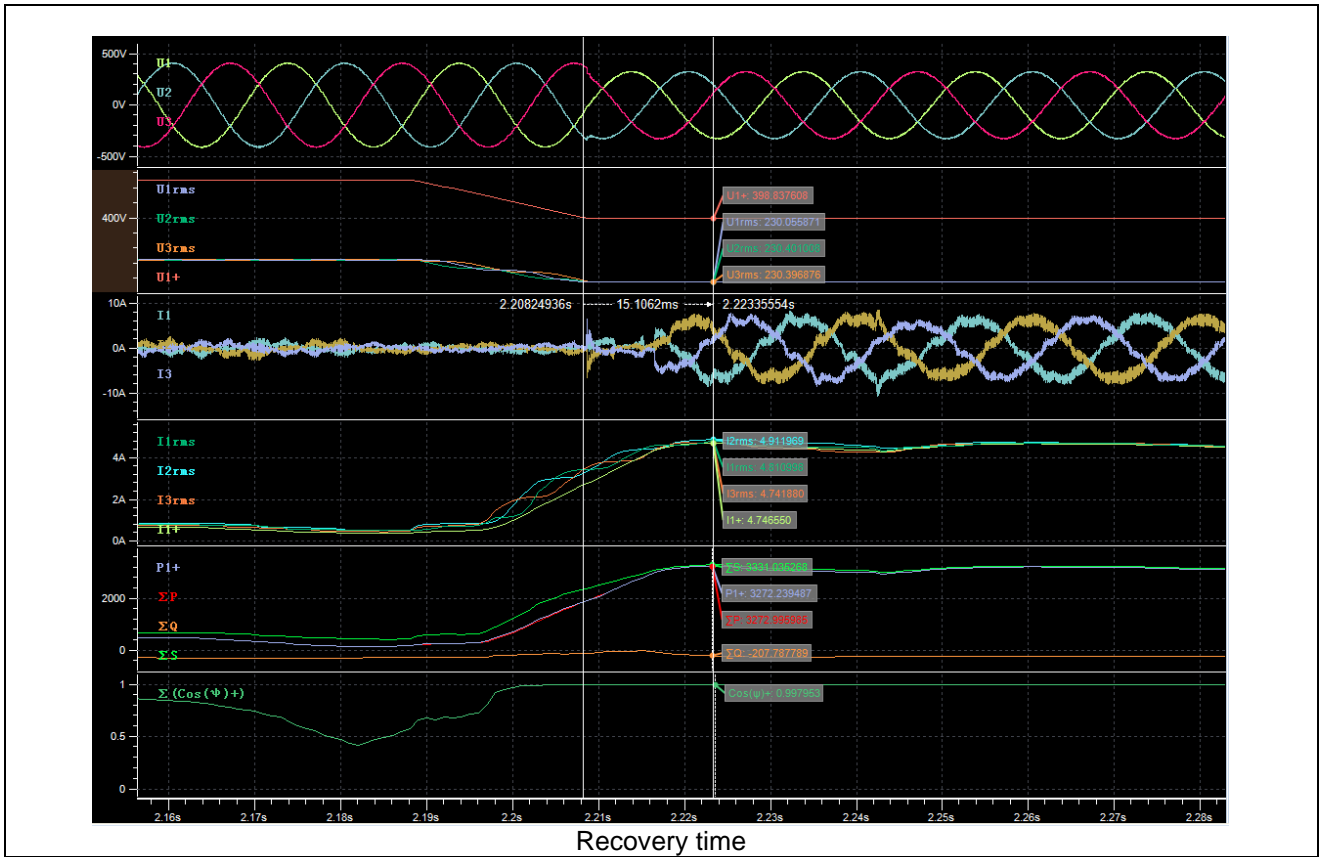 500V
U1
U2
0V
U3
-500V
U1rms
400V
U2rms
U3rms
U1+
U1+: 398.837608
U1rms: 230.055871
U2rms: 230.401008
U3rms: 230.396876
10A
I1
0A
I3
-10A
2.20824936s
15.1062ms
2.22335554s
I1rms
4A
I2rms
2A
I3rms
I1+
0A
I2rms: 4.911969
I1rms: 4.810998
I3rms: 4.741880
I1+: 4.746550
P1+
2000
ΣP
ΣQ
0
ΣS
ΣS: 3331.035268
P1+: 3272.239487
ΣP: 3272.995985
ΣQ: -207.787789
1
Σ(Cos(Ψ)+)
0.5
0
Cos(ψ)+: 0.997963
2.16s 2.17s 2.18s 2.19s 2.2s 2.21s 2.22s 2.23s 2.24s 2.25s 2.26s 2.27s 2.28s
Recovery time